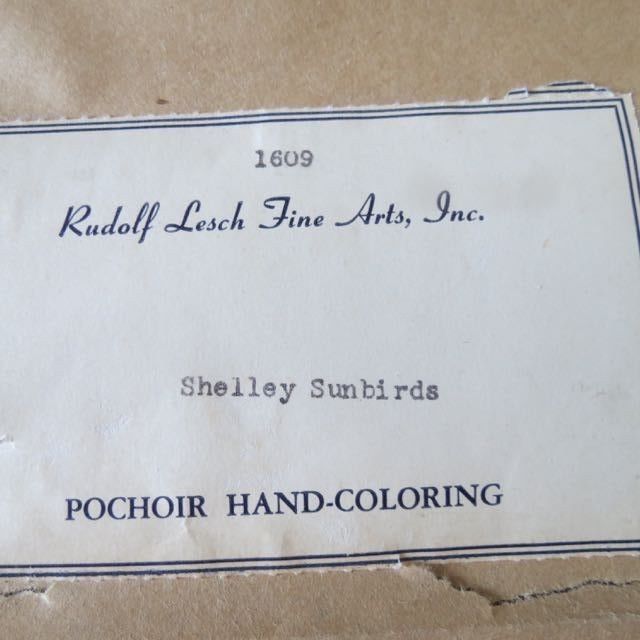 1609
Rudolf Lesch Fine Arts, Inc.
Shelley Sunbirds
POCHOIR HAND-COLORING